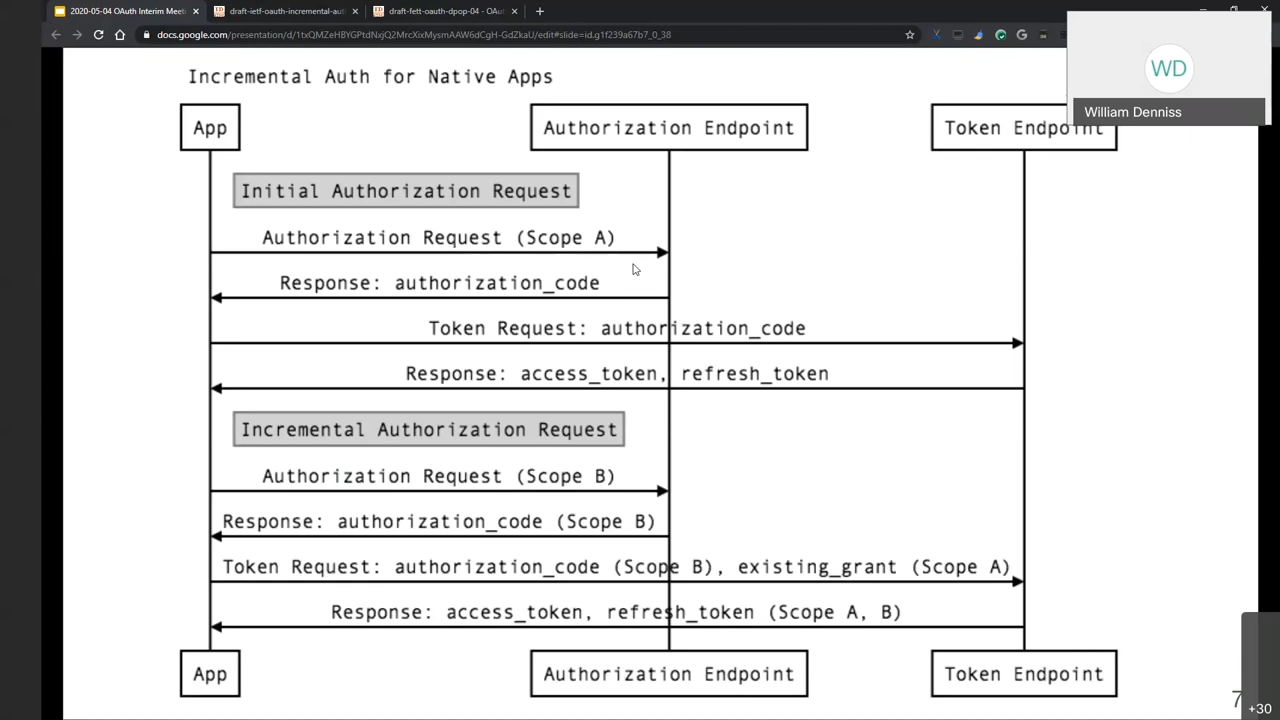 2020-05-04 OAuth Interim Meeti
draft-ietf-oauth-incremental-aut
draft-fett-oauth-dpop-04 - OAut
docs.google.com/presentation/d/1txQMZeHBYGPtdNxjQ2MrcXixMysmAAW6dCgH-GdZkaU/edit#slide=id.g1f239a67b7_0_38
WD
William Denniss
Incremental Auth for Native Apps
App
Authorization Endpoint
Token Endpoint
Initial Authorization Request
Authorization Request (Scope A)
Response: authorization_code
Token Request: authorization_code
Response: access_token, refresh_token
Incremental Authorization Request
Authorization Request (Scope B)
Response: authorization_code (Scope B)
Token Request: authorization_code (Scope B), existing_grant (Scope A)
Response: access_token, refresh_token (Scope A, B)
App
Authorization Endpoint
Token Endpoint
7
+30